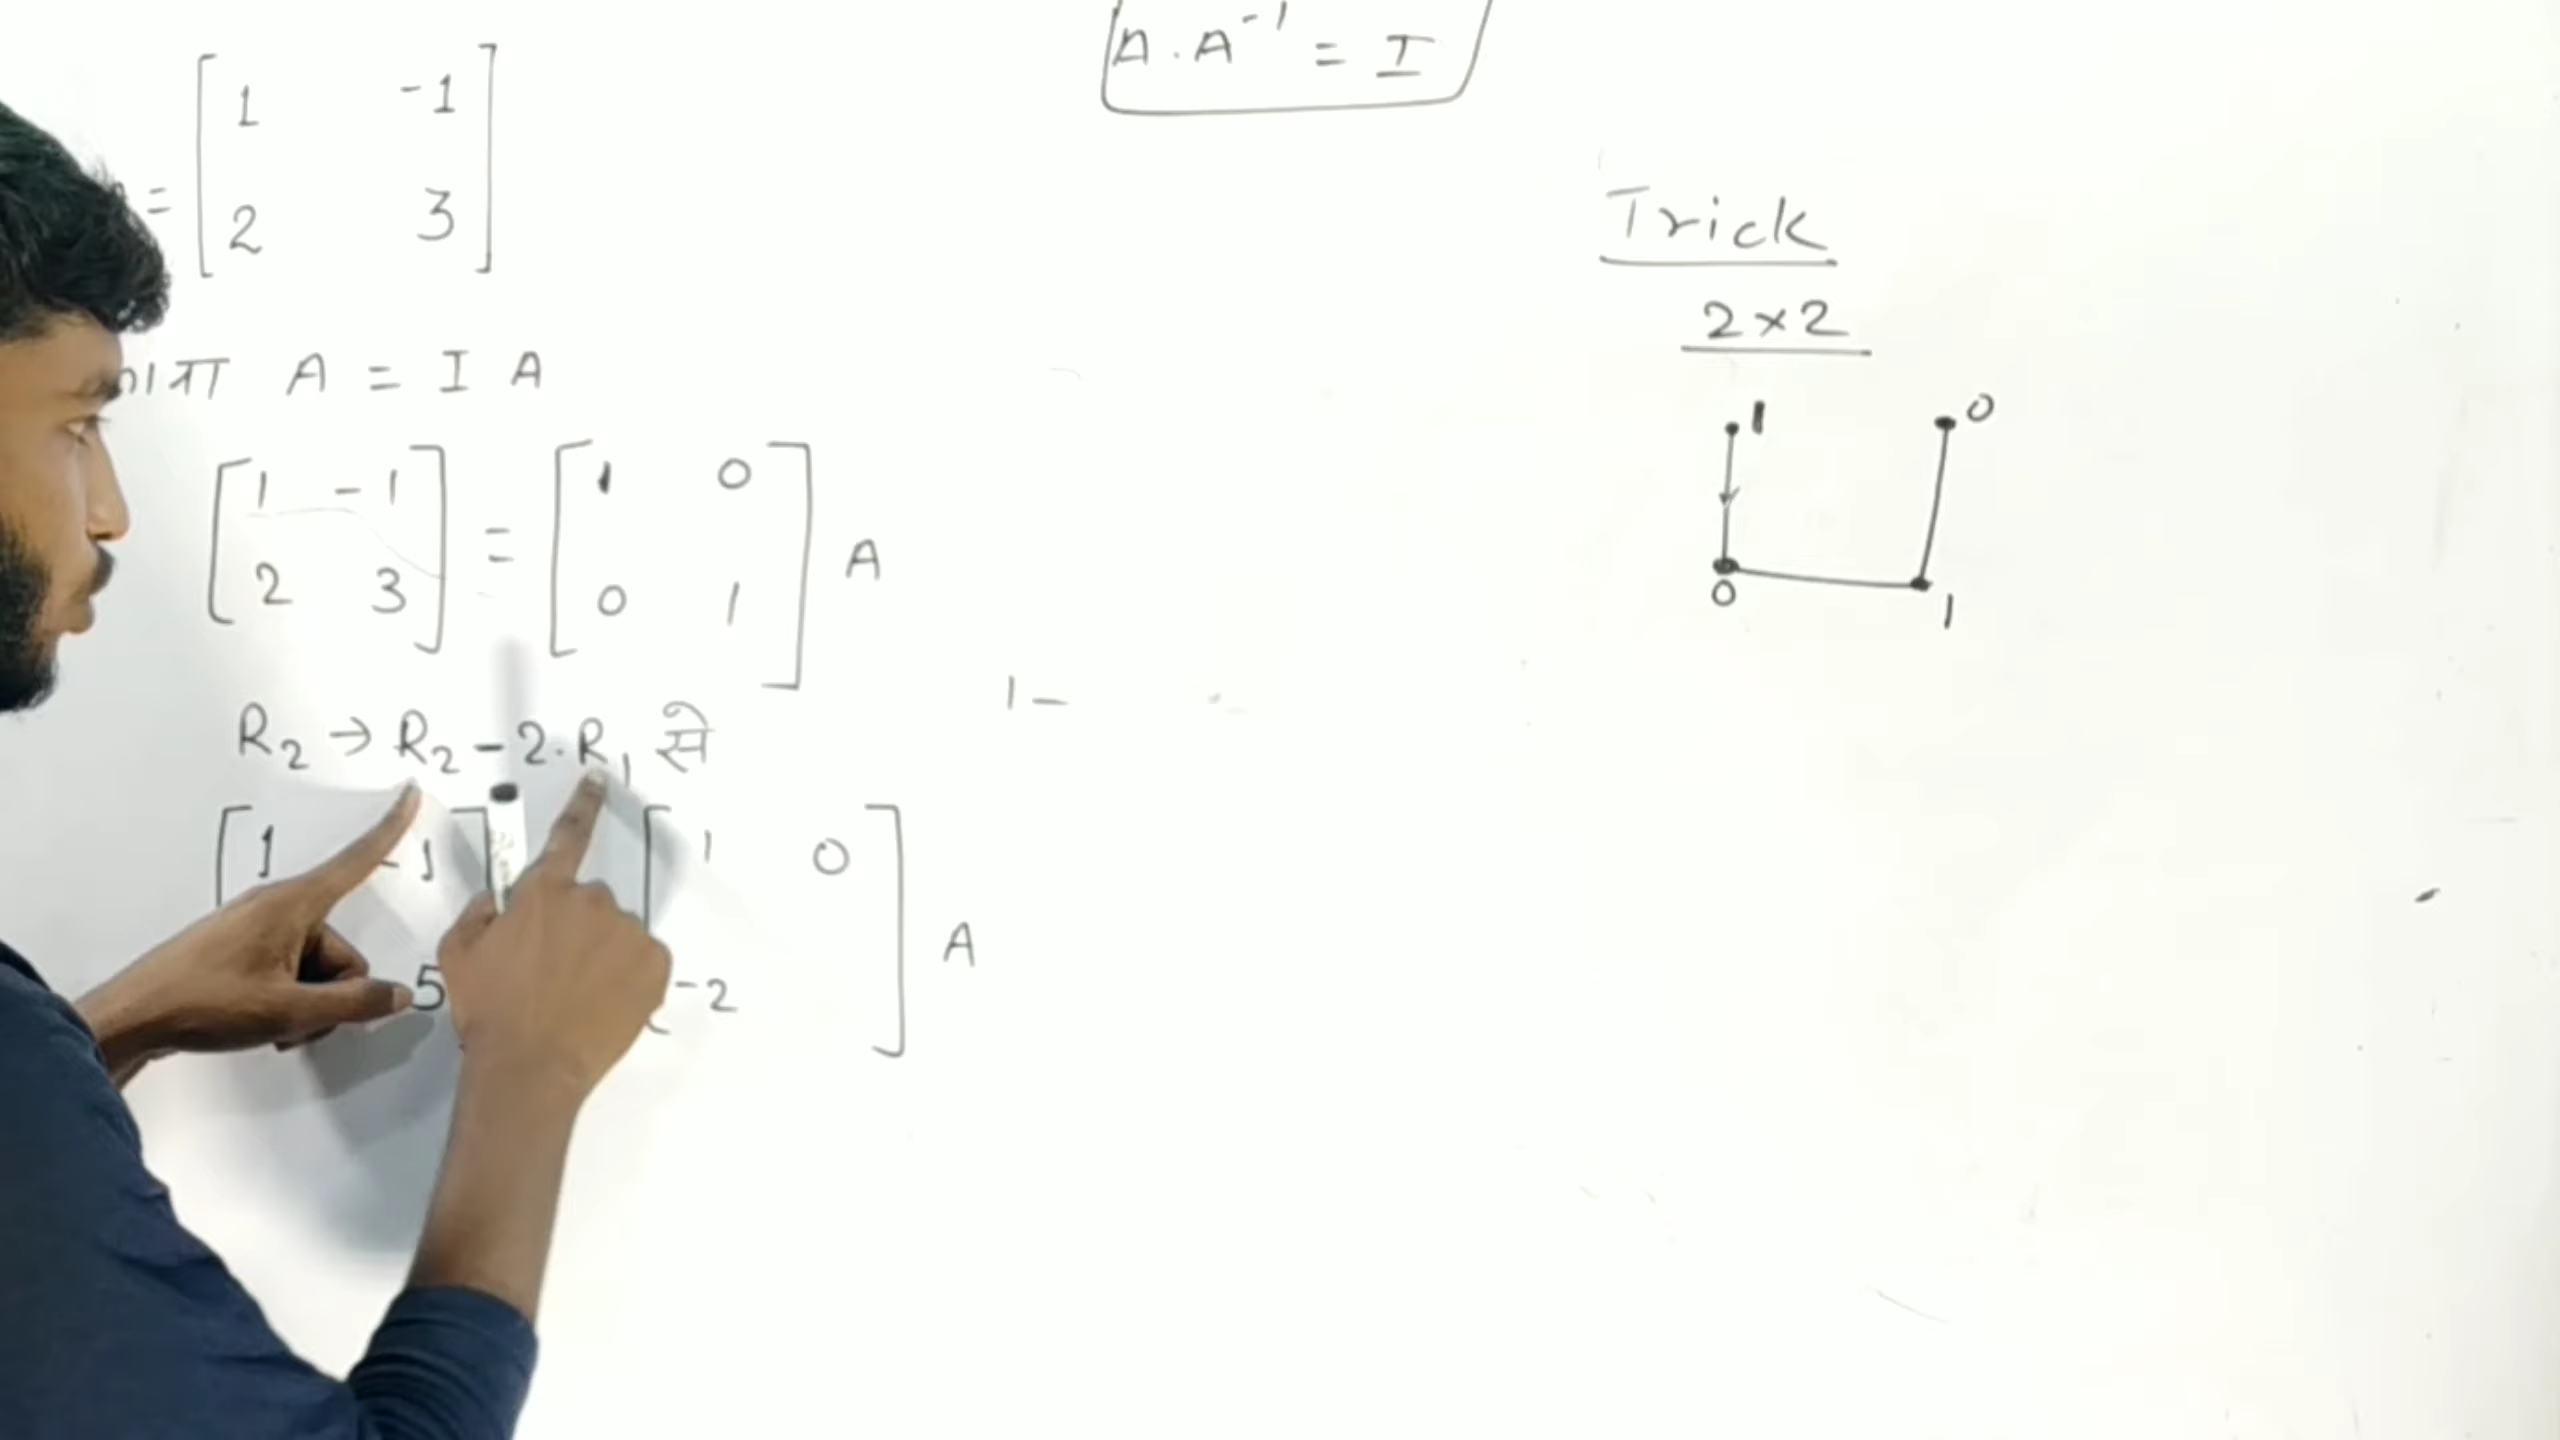 A . A⁻¹ = I
= [ 1 -1
2 3 ]
A = I A
[ 1 -1
2 3 ] = [ 1 0
0 1 ] A
R₂ → R₂ - 2 · R₁ से
[ 1 -1
5 ] [ 1 0
-2 ] A
1 -
Trick
2×2
1 0
0 1